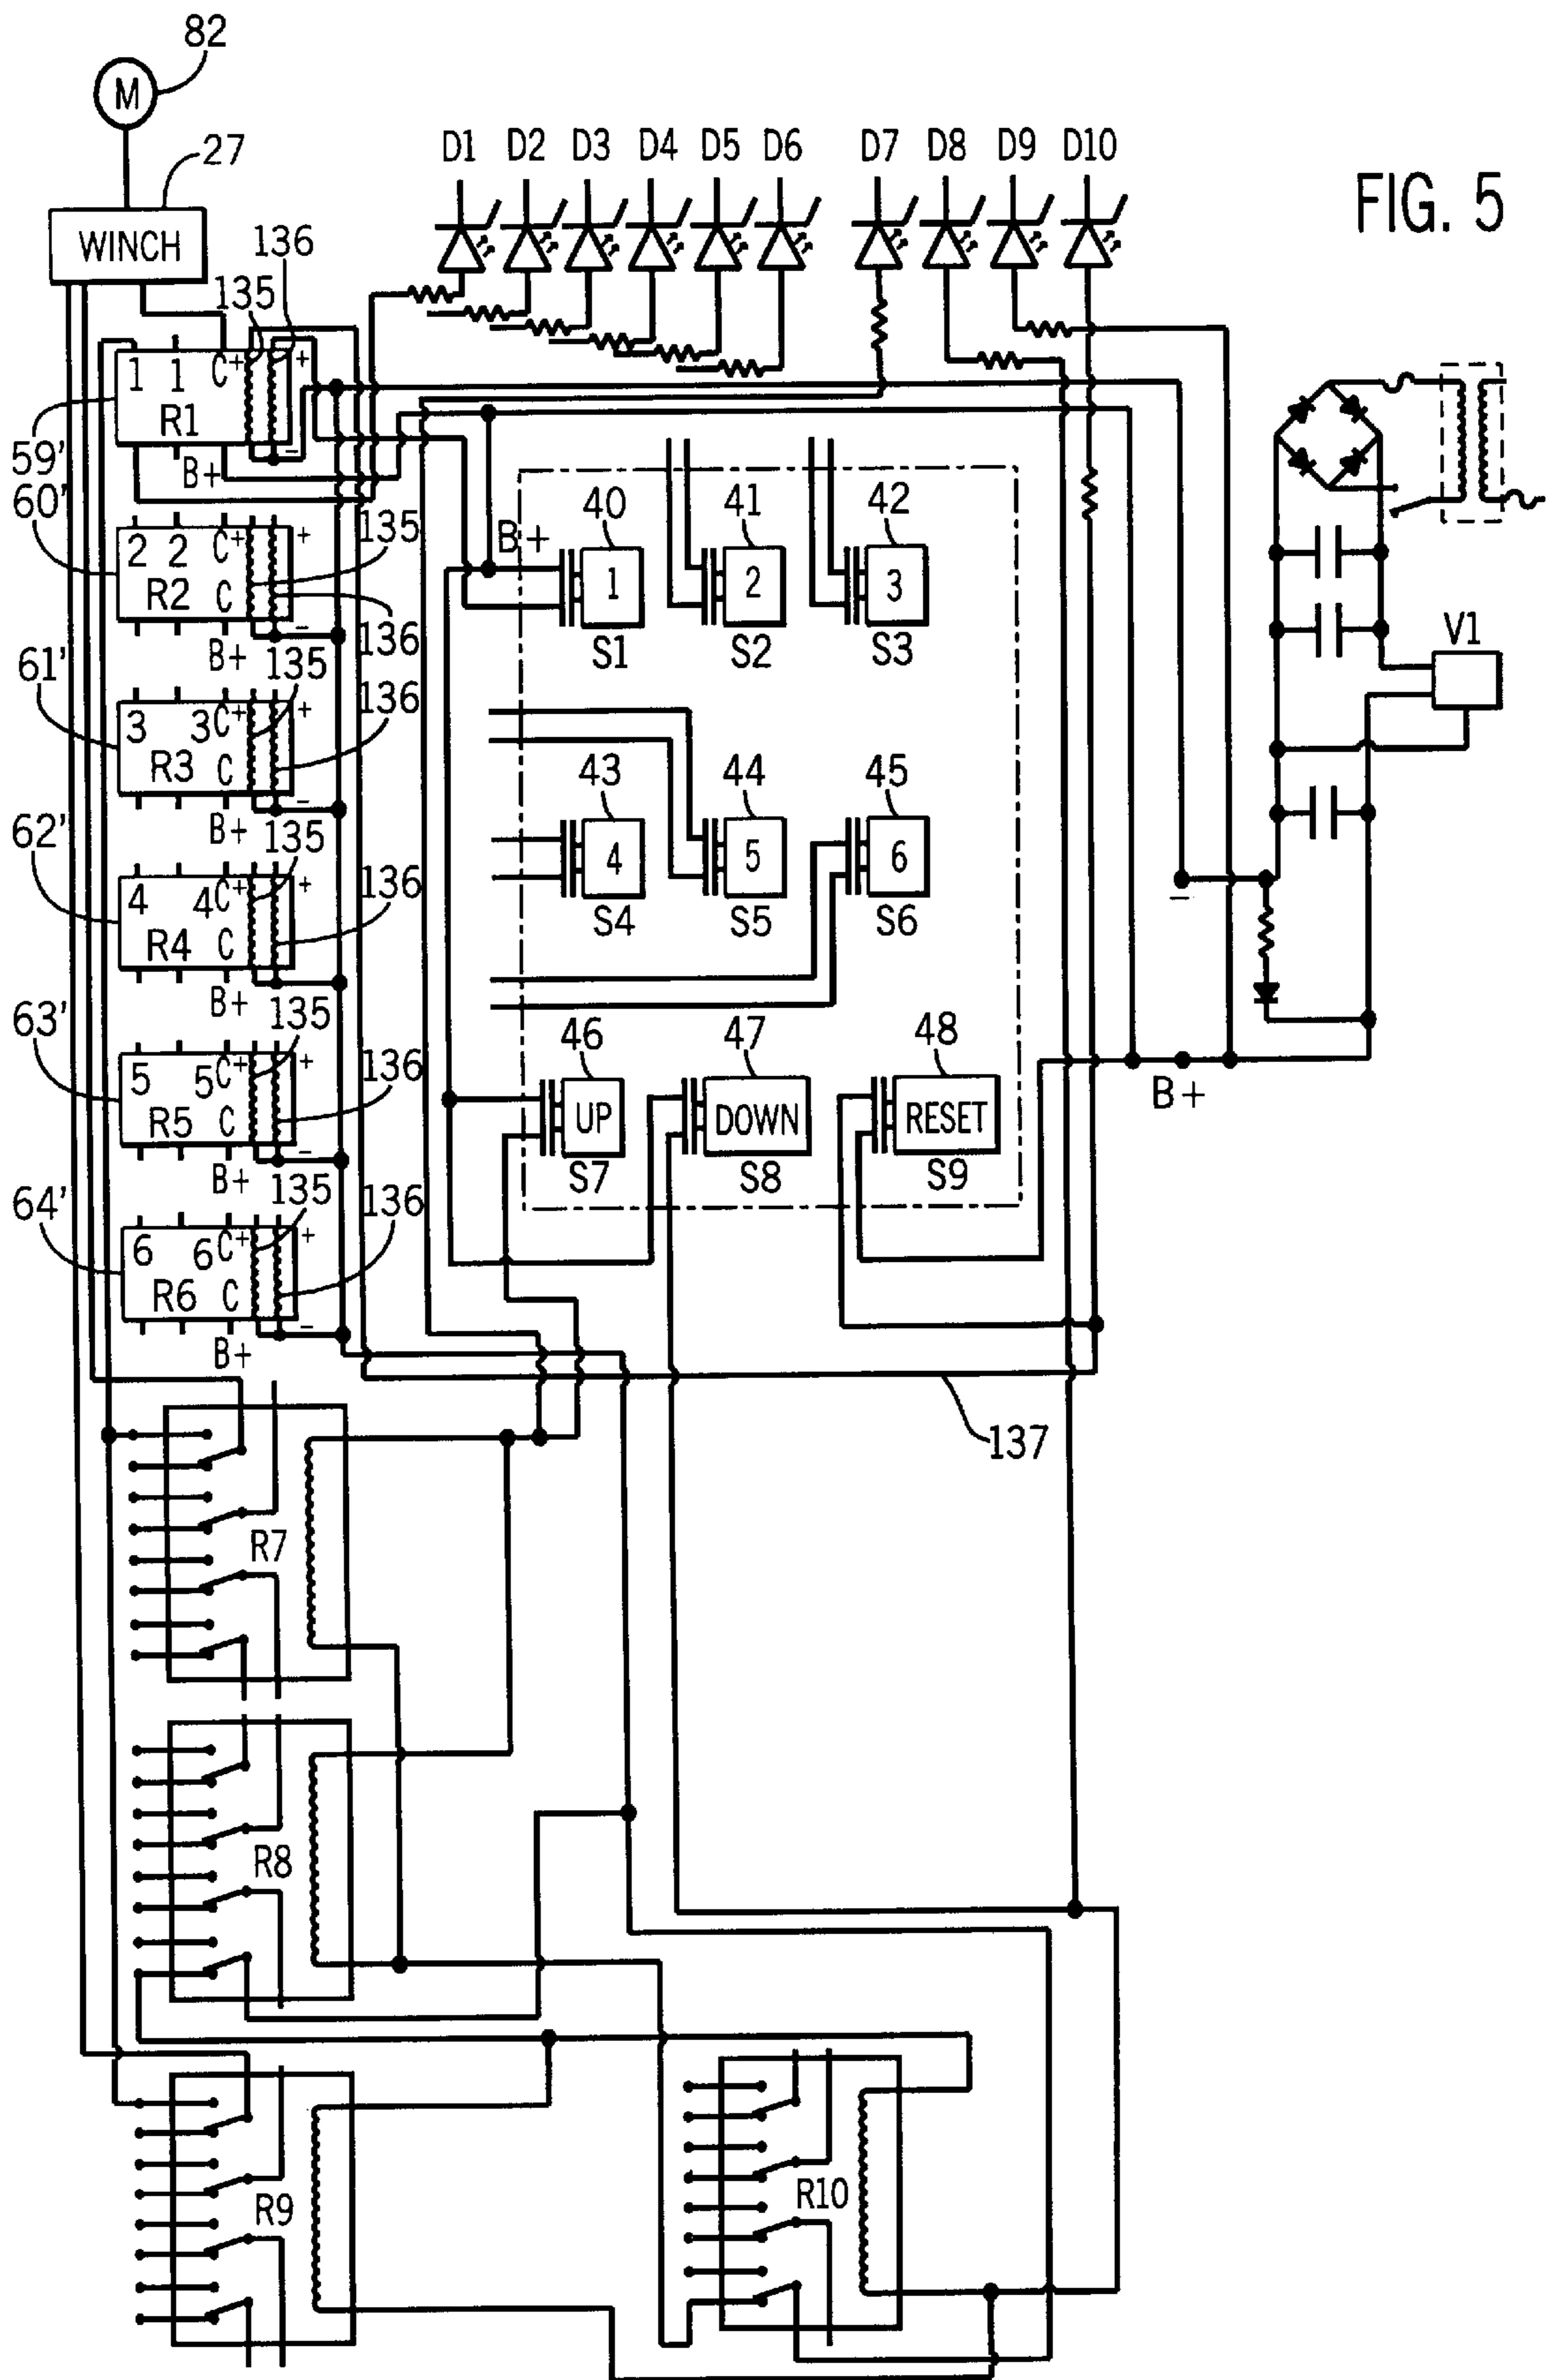 82
M
27
WINCH
D1 D2 D3 D4 D5 D6 D7 D8 D9 D10
FIG. 5
136
135
1 1 C+ +
R1
59'
B+ -
60'
2 2 C+ +
R2 C
135
136
B+ -
61'
3 3 C+ +
R3 C
135
136
B+ -
62'
4 4 C+ +
R4 C
135
136
B+ -
63'
5 5 C+ +
R5 C
135
136
B+ -
64'
6 6 C+ +
R6 C
135
136
B+ -
B+
40 41 42
1 2 3
S1 S2 S3
43 44 45
4 5 6
S4 S5 S6
46 47 48
UP DOWN RESET
S7 S8 S9
V1
-
B+
137
R7
R8
R9
R10